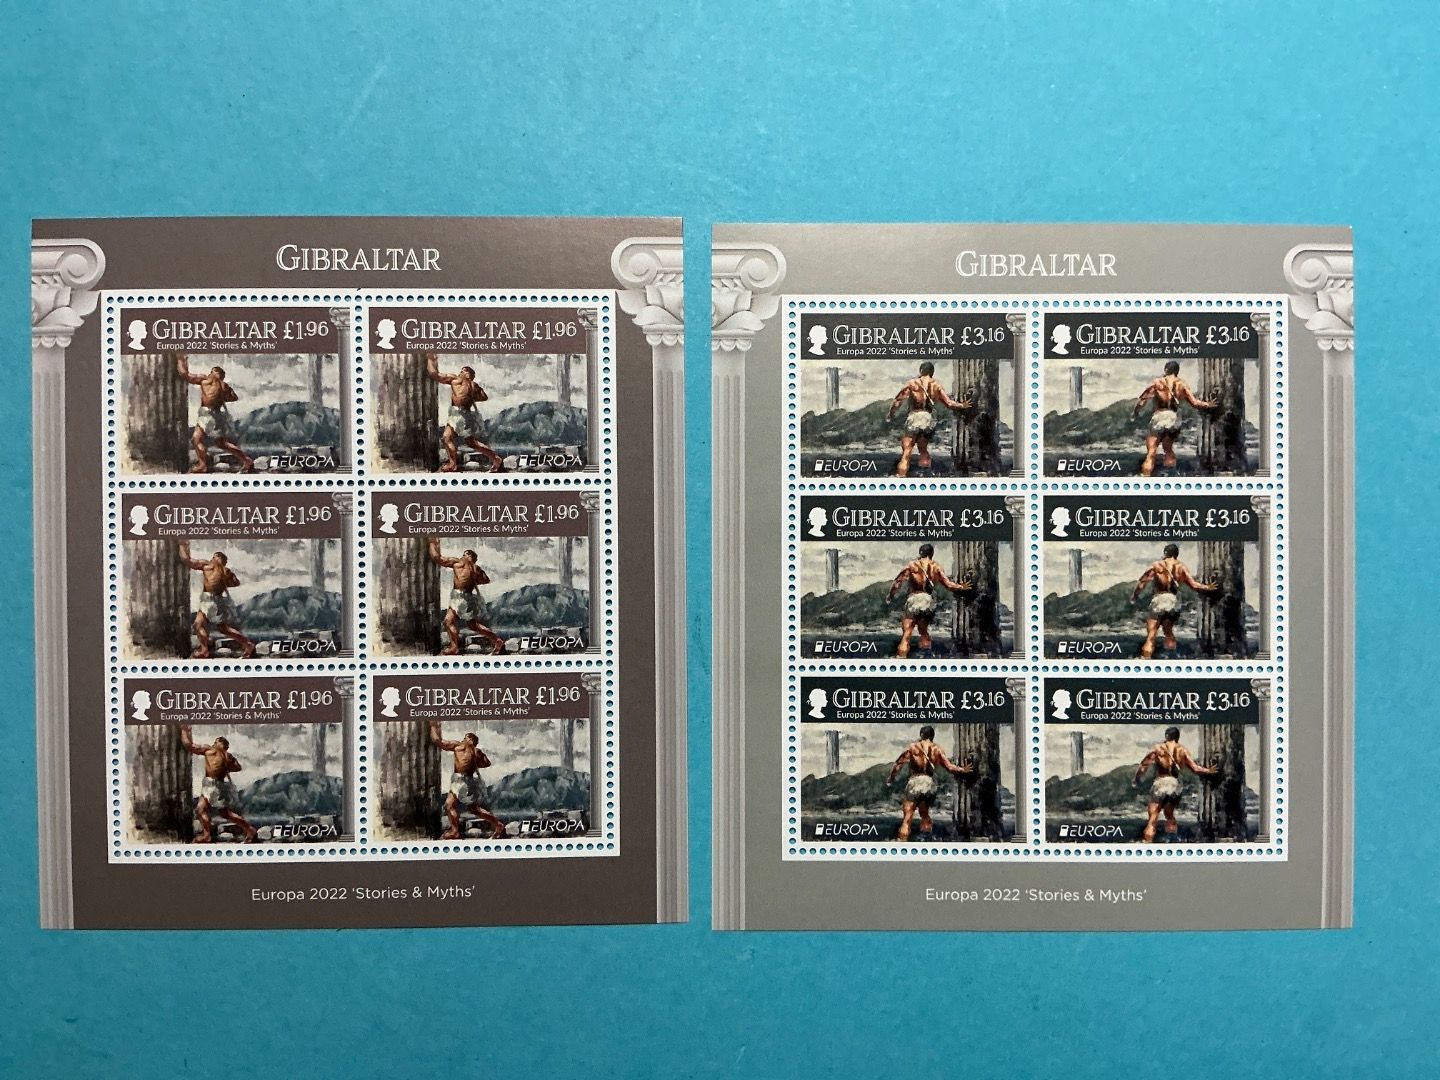 GIBRALTAR
GIBRALTAR £1.96
Europa 2022 'Stories & Myths'
EUROPA
GIBRALTAR £1.96
Europa 2022 'Stories & Myths'
EUROPA
GIBRALTAR £1.96
Europa 2022 'Stories & Myths'
EUROPA
GIBRALTAR £1.96
Europa 2022 'Stories & Myths'
EUROPA
GIBRALTAR £1.96
Europa 2022 'Stories & Myths'
EUROPA
GIBRALTAR £1.96
Europa 2022 'Stories & Myths'
EUROPA
Europa 2022 'Stories & Myths'
GIBRALTAR
GIBRALTAR £3.16
Europa 2022 'Stories & Myths'
EUROPA
GIBRALTAR £3.16
Europa 2022 'Stories & Myths'
EUROPA
GIBRALTAR £3.16
Europa 2022 'Stories & Myths'
EUROPA
GIBRALTAR £3.16
Europa 2022 'Stories & Myths'
EUROPA
GIBRALTAR £3.16
Europa 2022 'Stories & Myths'
EUROPA
GIBRALTAR £3.16
Europa 2022 'Stories & Myths'
EUROPA
Europa 2022 'Stories & Myths'